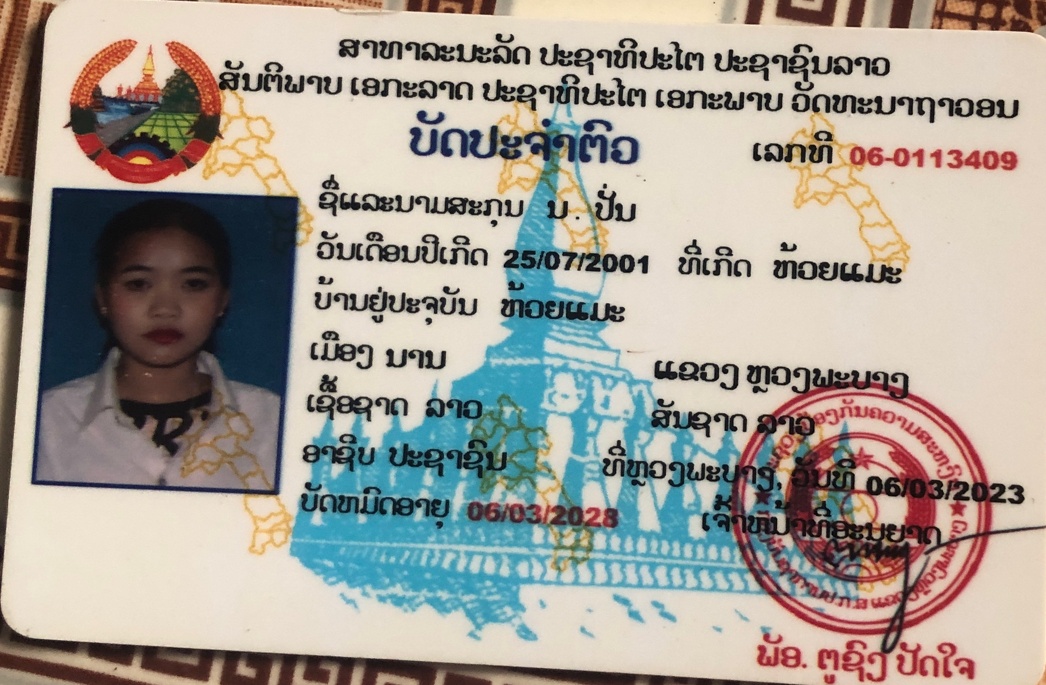 ສາທາລະນະລັດ ປະຊາທິປະໄຕ ປະຊາຊົນລາວ
ສັນຕິພາບ ເອກະລາດ ປະຊາທິປະໄຕ ເອກະພາບ ວັດທະນາຖາວອນ
ບັດປະຈຳຕົວ
ເລກທີ 06-0113409
ຊື່ແລະນາມສະກຸນ ນ . ປັ່ນ
ວັນເດືອນປີເກີດ 25/07/2001 ທີ່ເກີດ ຫ້ວຍແມະ
ບ້ານຢູ່ປະຈຸບັນ ຫ້ວຍແມະ
ເມືອງ ນານ ແຂວງ ຫຼວງພະບາງ
ເຊື້ອຊາດ ລາວ ສັນຊາດ ລາວ
ອາຊີບ ປະຊາຊົນ ທີ່ຫຼວງພະບາງ, ວັນທີ 06/03/2023
ບັດຫມົດອາຍຸ 06/03/2028 ເຈົ້າຫນ້າທີ່ອະນຸຍາດ
ພັອ. ຕູຊົງ ປັດໃຈ